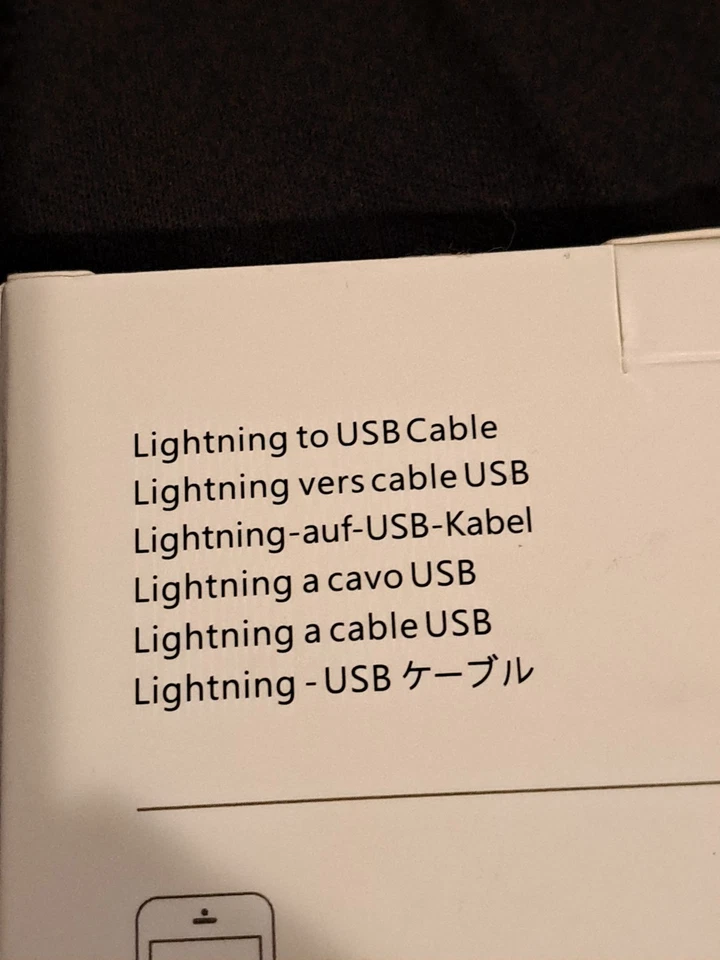 Lightning to USB Cable
Lightning vers cable USB
Lightning-auf-USB-Kabel
Lightning a cavo USB
Lightning a cable USB
Lightning - USB ケーブル